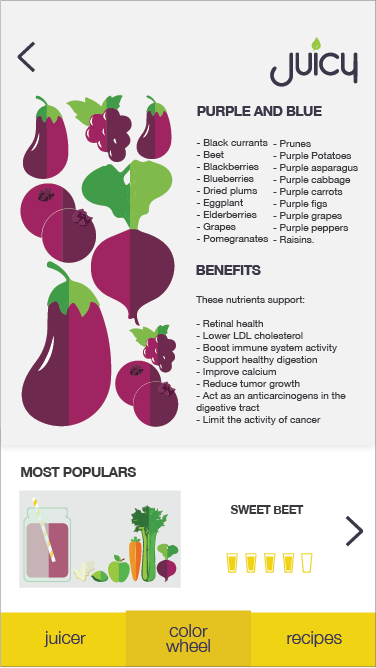 juicy
PURPLE AND BLUE
- Black currants
- Beet
- Blackberries
- Blueberries
- Dried plums
- Eggplant
- Elderberries
- Grapes
- Pomegranates
- Prunes
- Purple Potatoes
- Purple asparagus
- Purple cabbage
- Purple carrots
- Purple figs
- Purple grapes
- Purple peppers
- Raisins.
BENEFITS
These nutrients support:
- Retinal health
- Lower LDL cholesterol
- Boost immune system activity
- Support healthy digestion
- Improve calcium
- Reduce tumor growth
- Act as an anticarcinogens in the
digestive tract
- Limit the activity of cancer
MOST POPULARS
SWEET BEET
juicer
color
wheel
recipes